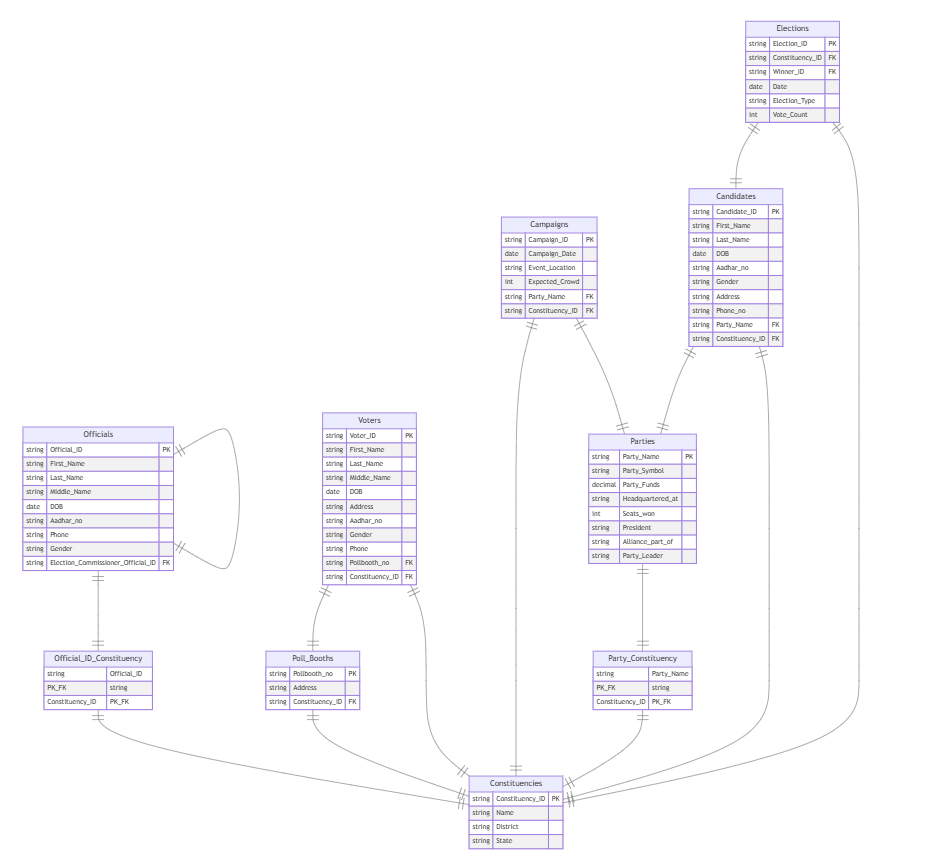 Elections
string Election_ID PK
string Constituency_ID FK
string Winner_ID FK
date Date
string Election_Type
int Vote_Count
Candidates
string Candidate_ID PK
string First_Name
string Last_Name
date DOB
string Aadhar_no
string Gender
string Address
string Phone_no
string Party_Name FK
string Constituency_ID FK
Campaigns
string Campaign_ID PK
date Campaign_Date
string Event_Location
int Expected_Crowd
string Party_Name FK
string Constituency_ID FK
Officials
string Official_ID PK
string First_Name
string Last_Name
string Middle_Name
date DOB
string Aadhar_no
string Phone
string Gender
string Election_Commissioner_Official_ID FK
Voters
string Voter_ID PK
string First_Name
string Last_Name
string Middle_Name
date DOB
string Address
string Aadhar_no
string Gender
string Phone
string Pollbooth_no FK
string Constituency_ID FK
Parties
string Party_Name PK
string Party_Symbol
decimal Party_Funds
string Headquartered_at
int Seats_won
string President
string Alliance_part_of
string Party_Leader
Official_ID_Constituency
string Official_ID
PK_FK string
Constituency_ID PK_FK
Poll_Booths
string Pollbooth_no PK
string Address
string Constituency_ID FK
Party_Constituency
string Party_Name
PK_FK string
Constituency_ID PK_FK
Constituencies
string Constituency_ID PK
string Name
string District
string State